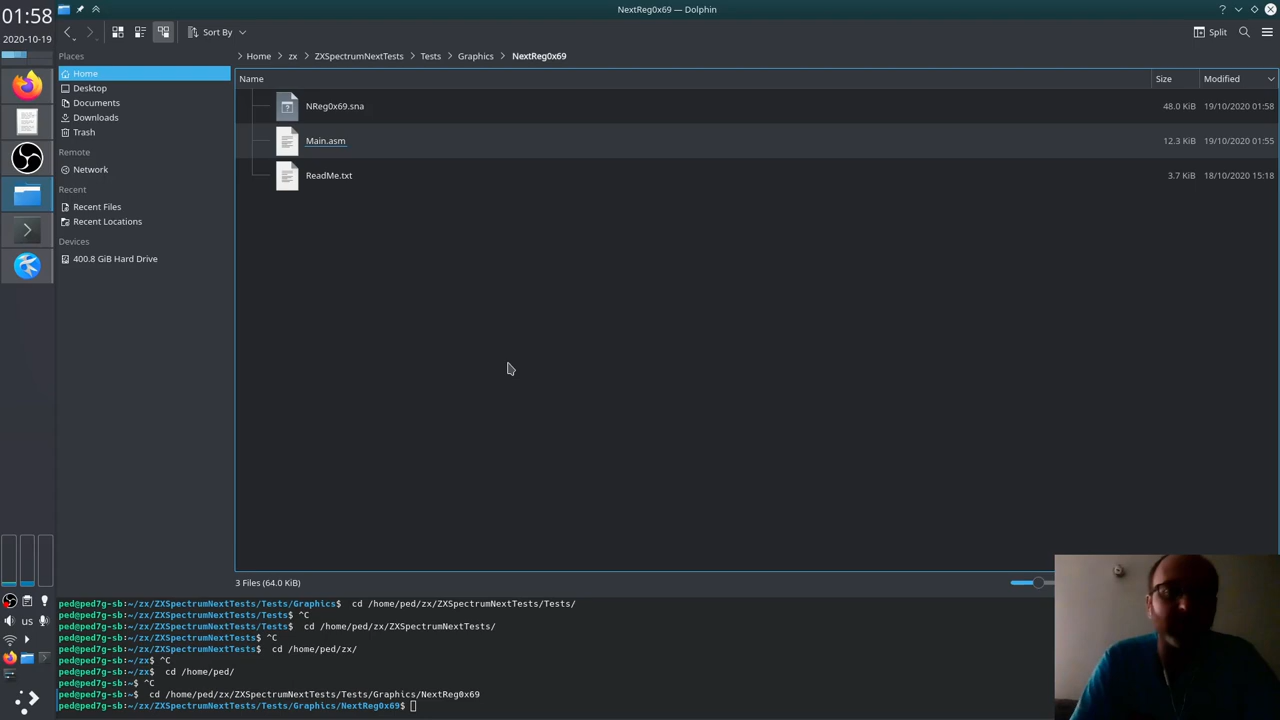 01:58
2020-10-19
NextReg0x69 — Dolphin
Sort By
Split
Places
Home
Desktop
Documents
Downloads
Trash
Remote
Network
Recent
Recent Files
Recent Locations
Devices
400.8 GiB Hard Drive
Home zx ZXSpectrumNextTests Tests Graphics NextReg0x69
Name Size Modified
NReg0x69.sna 48.0 KiB 19/10/2020 01:58
Main.asm 12.3 KiB 19/10/2020 01:55
ReadMe.txt 3.7 KiB 18/10/2020 15:18
3 Files (64.0 KiB)
us
ped@ped7g-sb:~/zx/ZXSpectrumNextTests/Tests/Graphics$ cd /home/ped/zx/ZXSpectrumNextTests/Tests/
ped@ped7g-sb:~/zx/ZXSpectrumNextTests/Tests$ ^C
ped@ped7g-sb:~/zx/ZXSpectrumNextTests/Tests$ cd /home/ped/zx/ZXSpectrumNextTests/
ped@ped7g-sb:~/zx/ZXSpectrumNextTests$ ^C
ped@ped7g-sb:~/zx/ZXSpectrumNextTests$ cd /home/ped/zx/
ped@ped7g-sb:~/zx$ ^C
ped@ped7g-sb:~/zx$ cd /home/ped/
ped@ped7g-sb:~$ ^C
ped@ped7g-sb:~$ cd /home/ped/zx/ZXSpectrumNextTests/Tests/Graphics/NextReg0x69
ped@ped7g-sb:~/zx/ZXSpectrumNextTests/Tests/Graphics/NextReg0x69$